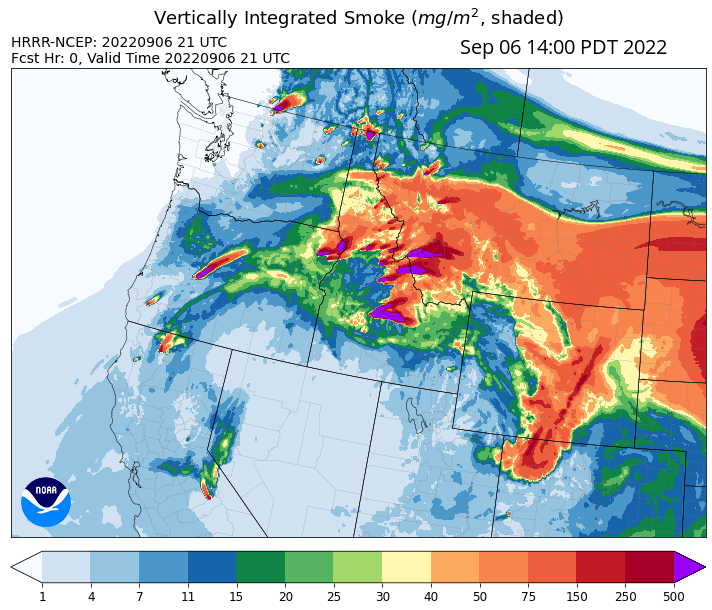 Vertically Integrated Smoke (mg/m², shaded)
HRRR-NCEP: 20220906 21 UTC
Sep 06 14:00 PDT 2022
Fcst Hr: 0, Valid Time 20220906 21 UTC
NOAA
1 4 7 11 15 20 25 30 40 50 75 150 250 500